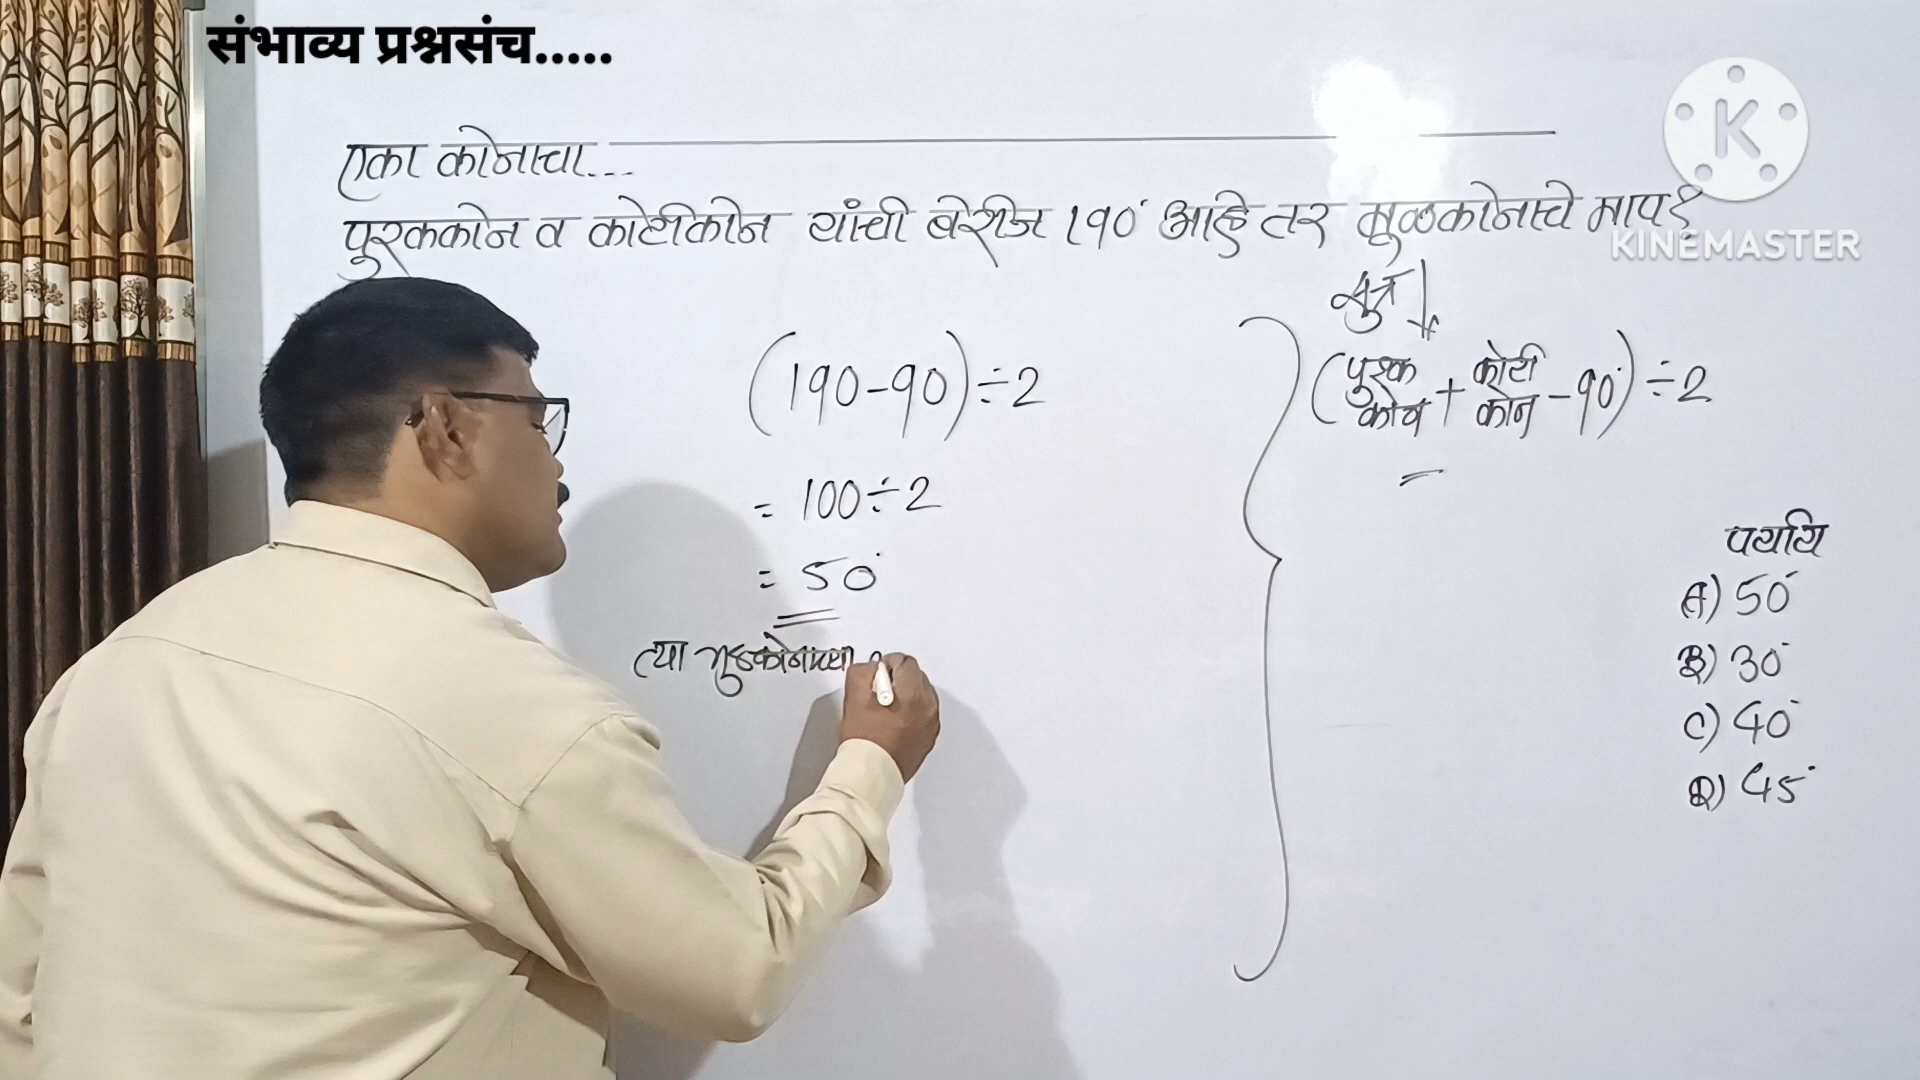 संभाव्य प्रश्नसंच.....
एका कोनाचा...
पुरककोन व कोटीकोन यांची बेरीज 190° आहे तर मुळकोनाचे माप?
KINEMASTER
सुत्र
(190-90)÷2
(पुरक कोन + कोटी कोन - 90°)÷2
= 100÷2
=
= 50°
त्या मुळकोनाच्या
पर्याय
A) 50°
B) 30°
C) 40°
D) 45°